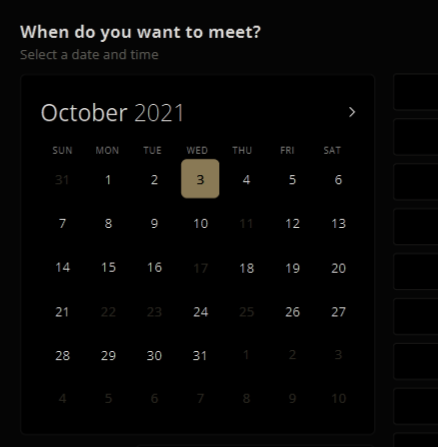 When do you want to meet?
Select a date and time
October 2021 >
SUN MON TUE WED THU FRI SAT
31 1 2 3 4 5 6
7 8 9 10 11 12 13
14 15 16 17 18 19 20
21 22 23 24 25 26 27
28 29 30 31 1 2 3
4 5 6 7 8 9 10